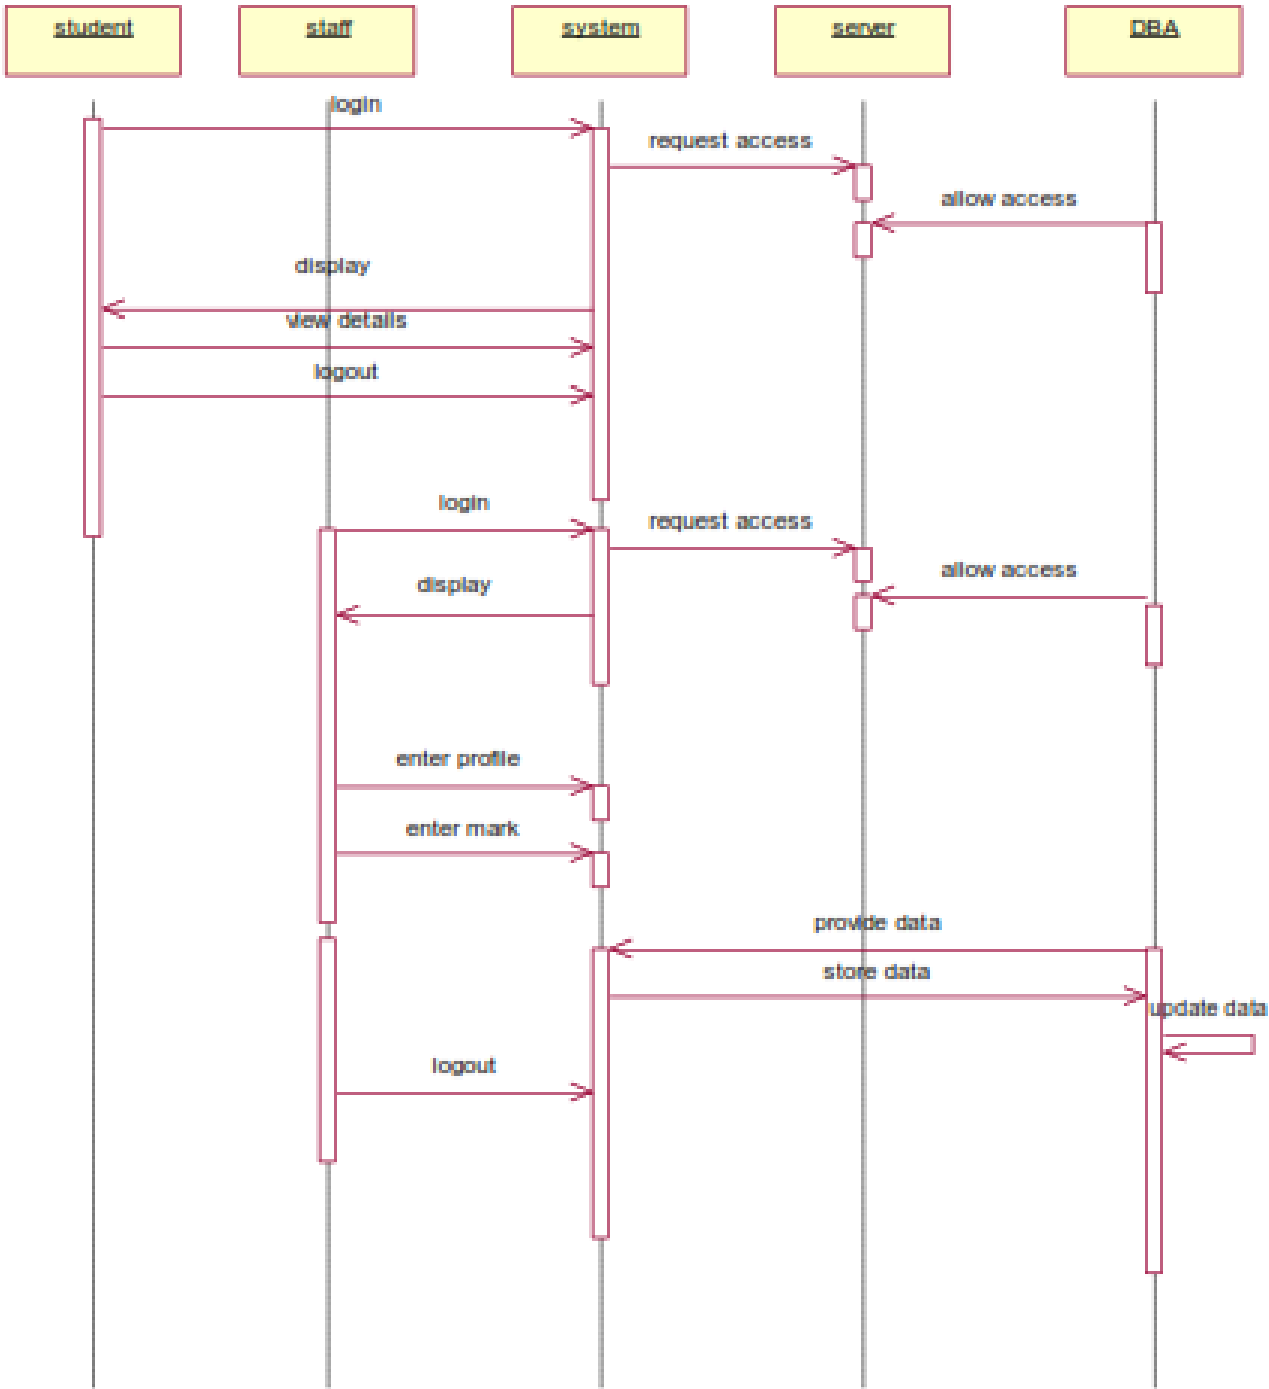 student
staff
system
server
DBA
login
request access
allow access
display
view details
logout
login
request access
allow access
display
enter profile
enter mark
provide data
store data
update data
logout